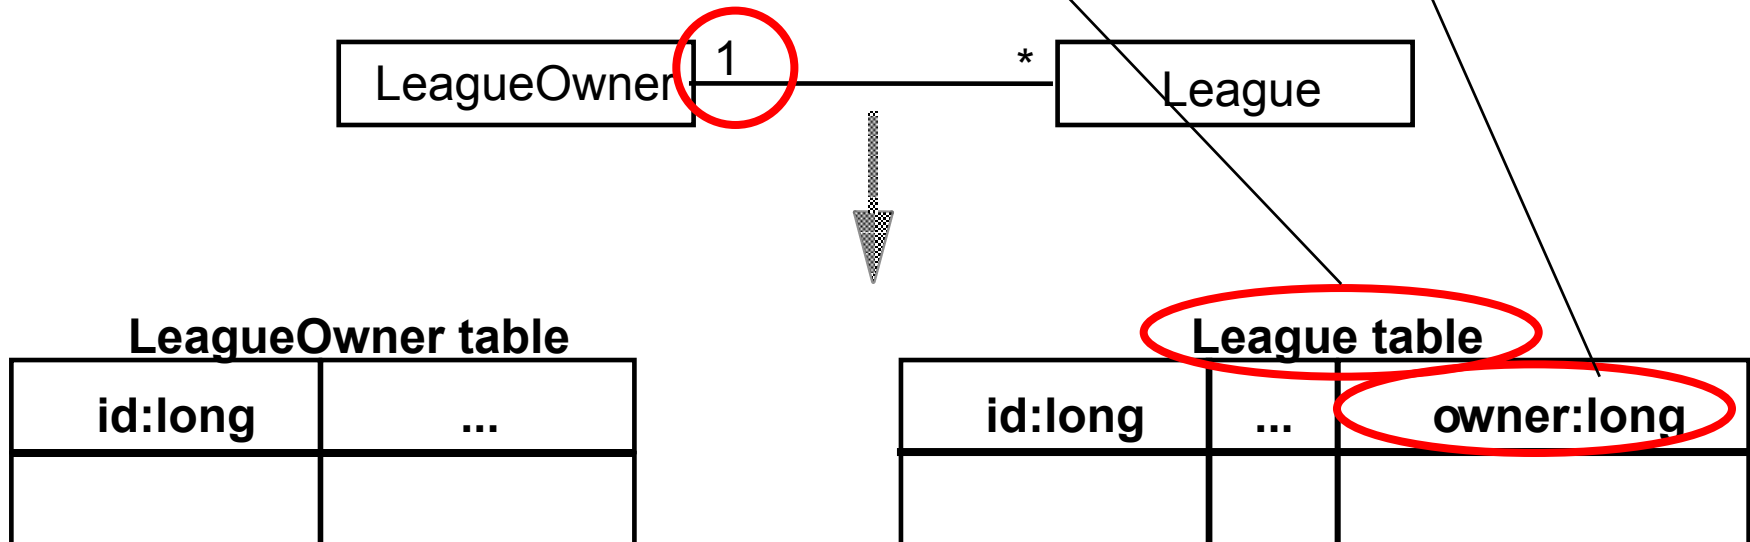 1 *
LeagueOwner League
LeagueOwner table League table
id:long ... id:long ... owner:long